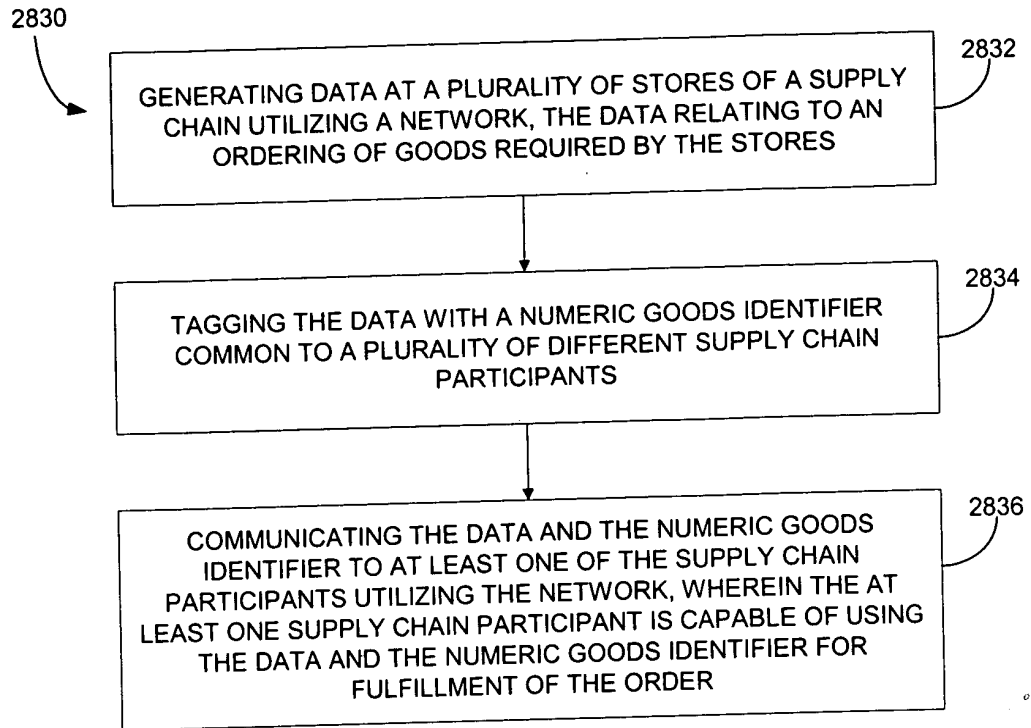 2830
2832
GENERATING DATA AT A PLURALITY OF STORES OF A SUPPLY
CHAIN UTILIZING A NETWORK, THE DATA RELATING TO AN
ORDERING OF GOODS REQUIRED BY THE STORES
2834
TAGGING THE DATA WITH A NUMERIC GOODS IDENTIFIER
COMMON TO A PLURALITY OF DIFFERENT SUPPLY CHAIN
PARTICIPANTS
2836
COMMUNICATING THE DATA AND THE NUMERIC GOODS
IDENTIFIER TO AT LEAST ONE OF THE SUPPLY CHAIN
PARTICIPANTS UTILIZING THE NETWORK, WHEREIN THE AT
LEAST ONE SUPPLY CHAIN PARTICIPANT IS CAPABLE OF USING
THE DATA AND THE NUMERIC GOODS IDENTIFIER FOR
FULFILLMENT OF THE ORDER